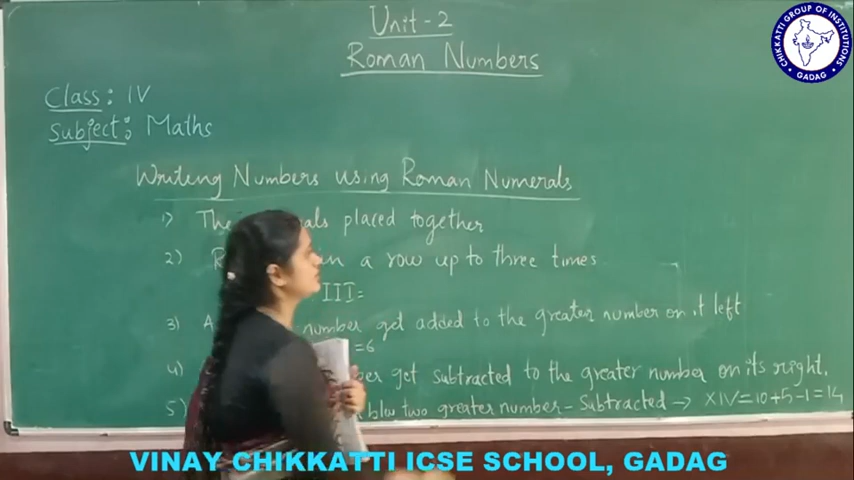 Unit-2
Roman Numbers
CHIKKATTI GROUP OF INSTITUTIONS
GADAG
Class: IV
Subject: Maths
Writing Numbers using Roman Numerals
1) The als placed together
2) R in a row up to three times
III=
3) A number get added to the greater number on it left
=6
4) ber get subtracted to the greater number on its right.
5) blw two greater number - Subtracted → XIV=10+5-1=14
VINAY CHIKKATTI ICSE SCHOOL, GADAG